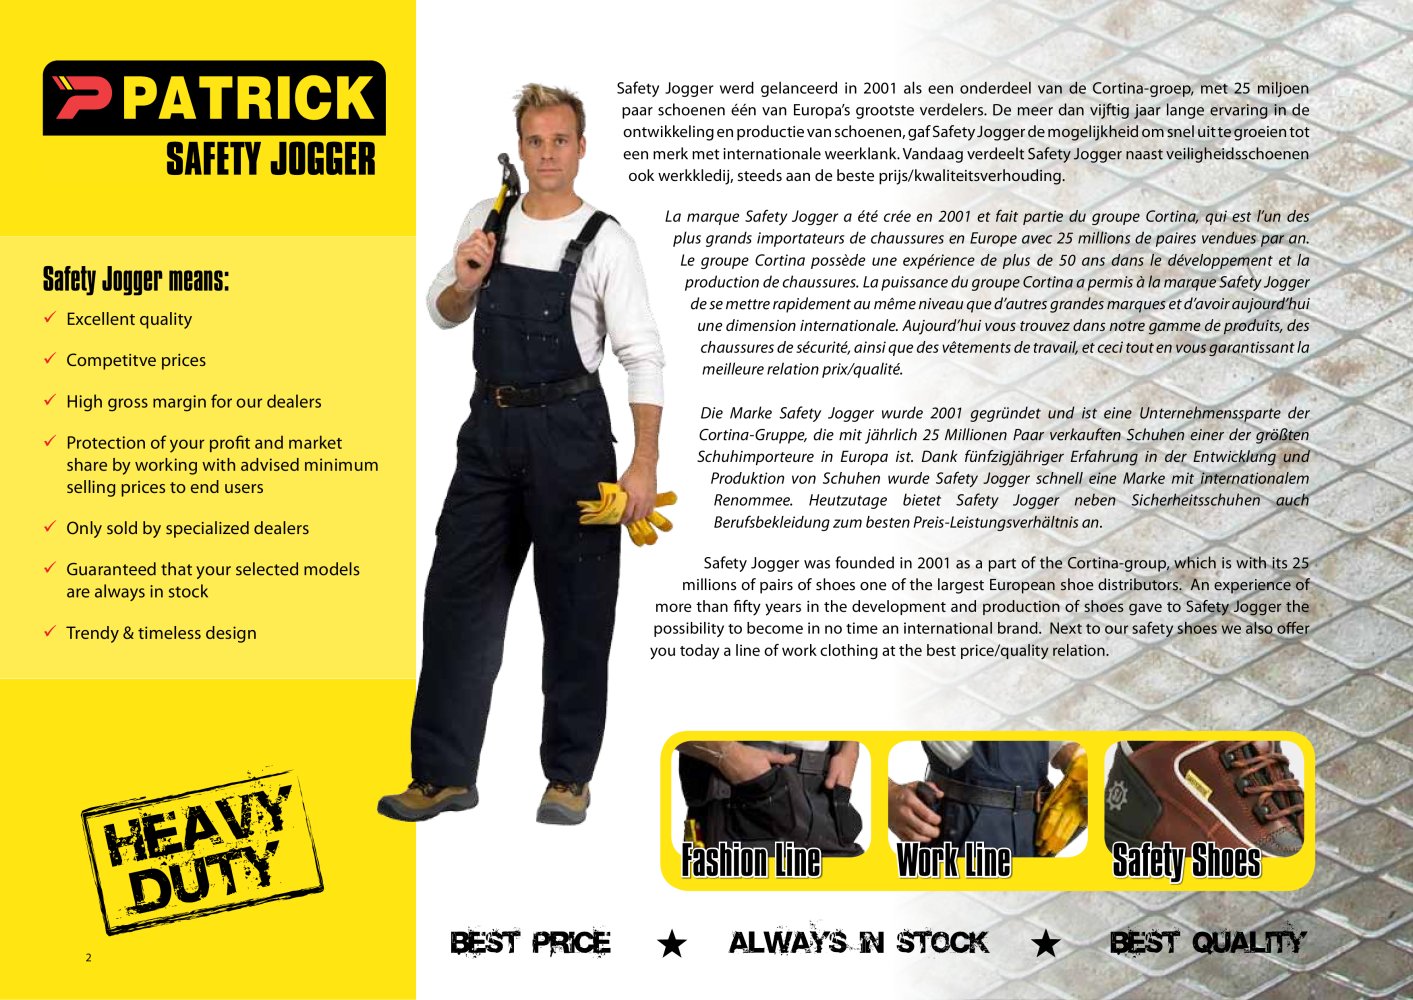 PATRICK
SAFETY JOGGER
Safety Jogger means:
✓ Excellent quality
✓ Competitve prices
✓ High gross margin for our dealers
✓ Protection of your profit and market
share by working with advised minimum
selling prices to end users
✓ Only sold by specialized dealers
✓ Guaranteed that your selected models
are always in stock
✓ Trendy & timeless design
HEAVY
DUTY
2
Safety Jogger werd gelanceerd in 2001 als een onderdeel van de Cortina-groep, met 25 miljoen
paar schoenen één van Europa's grootste verdelers. De meer dan vijftig jaar lange ervaring in de
ontwikkeling en productie van schoenen, gaf Safety Jogger de mogelijkheid om snel uit te groeien tot
een merk met internationale weerklank. Vandaag verdeelt Safety Jogger naast veiligheidsschoenen
ook werkkledij, steeds aan de beste prijs/kwaliteitsverhouding.
La marque Safety Jogger a été crée en 2001 et fait partie du groupe Cortina, qui est l'un des
plus grands importateurs de chaussures en Europe avec 25 millions de paires vendues par an.
Le groupe Cortina possède une expérience de plus de 50 ans dans le développement et la
production de chaussures. La puissance du groupe Cortina a permis à la marque Safety Jogger
de se mettre rapidement au même niveau que d'autres grandes marques et d'avoir aujourd'hui
une dimension internationale. Aujourd'hui vous trouvez dans notre gamme de produits, des
chaussures de sécurité, ainsi que des vêtements de travail, et ceci tout en vous garantissant la
meilleure relation prix/qualité.
Die Marke Safety Jogger wurde 2001 gegründet und ist eine Unternehmenssparte der
Cortina-Gruppe, die mit jährlich 25 Millionen Paar verkauften Schuhen einer der größten
Schuhimporteure in Europa ist. Dank fünfzigjähriger Erfahrung in der Entwicklung und
Produktion von Schuhen wurde Safety Jogger schnell eine Marke mit internationalem
Renommee. Heutzutage bietet Safety Jogger neben Sicherheitsschuhen auch
Berufsbekleidung zum besten Preis-Leistungsverhältnis an.
Safety Jogger was founded in 2001 as a part of the Cortina-group, which is with its 25
millions of pairs of shoes one of the largest European shoe distributors. An experience of
more than fifty years in the development and production of shoes gave to Safety Jogger the
possibility to become in no time an international brand. Next to our safety shoes we also offer
you today a line of work clothing at the best price/quality relation.
Fashion Line
Work Line
Safety Shoes
BEST PRICE ★ ALWAYS IN STOCK ★ BEST QUALITY